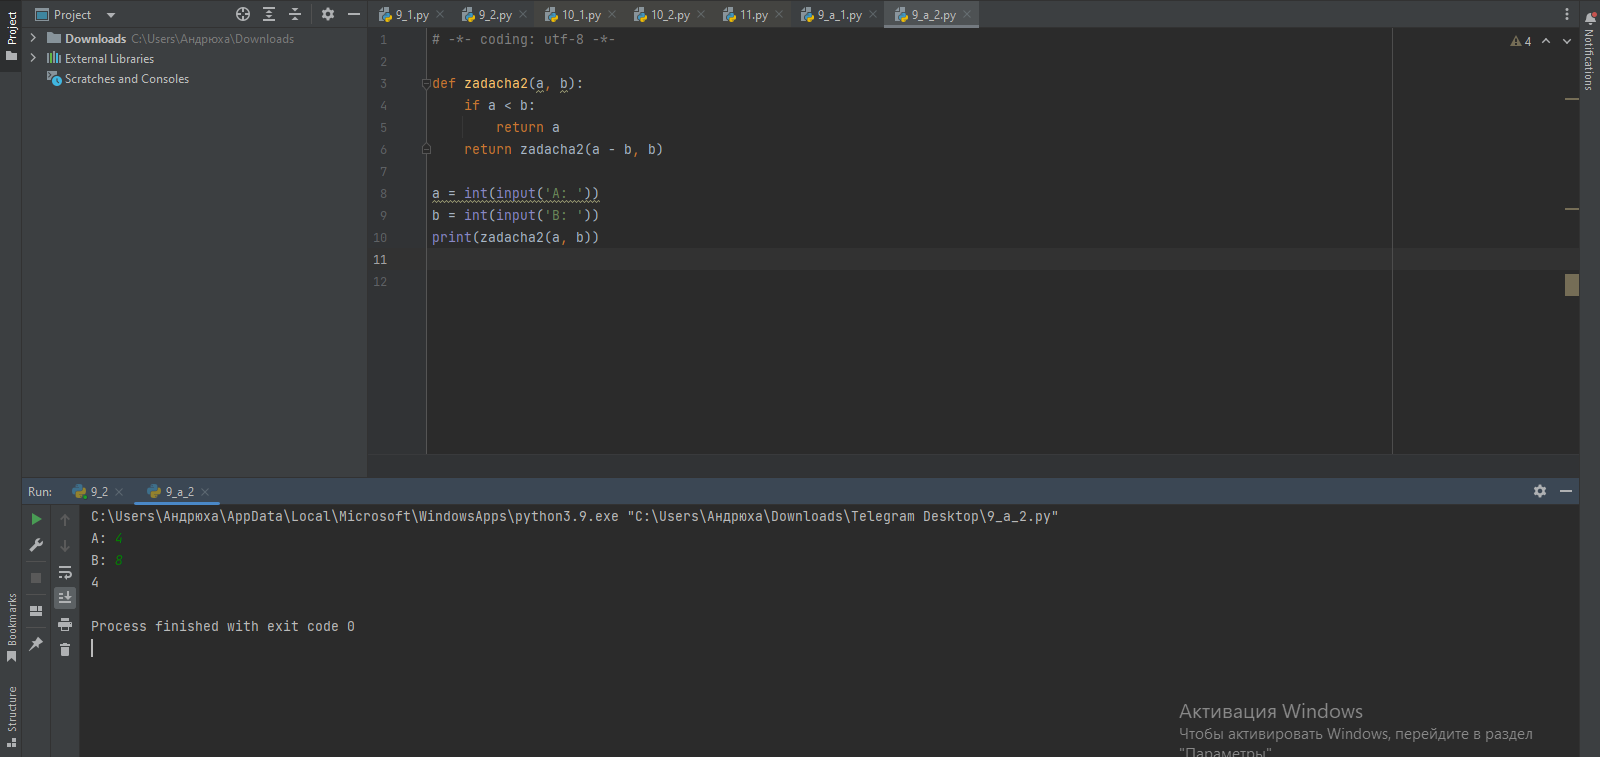 Project
9_1.py
9_2.py
10_1.py
10_2.py
11.py
9_a_1.py
9_a_2.py
Project
Downloads C:\Users\Андрюха\Downloads
External Libraries
Scratches and Consoles
1 # -*- coding: utf-8 -*-
2
3 def zadacha2(a, b):
4 if a < b:
5 return a
6 return zadacha2(a - b, b)
7
8 a = int(input('A: '))
9 b = int(input('B: '))
10 print(zadacha2(a, b))
11
12
4
Notifications
Run: 9_2 9_a_2
C:\Users\Андрюха\AppData\Local\Microsoft\WindowsApps\python3.9.exe "C:\Users\Андрюха\Downloads\Telegram Desktop\9_a_2.py"
A: 4
B: 8
4
Process finished with exit code 0
Bookmarks
Structure
Активация Windows
Чтобы активировать Windows, перейдите в раздел
"Параметры"